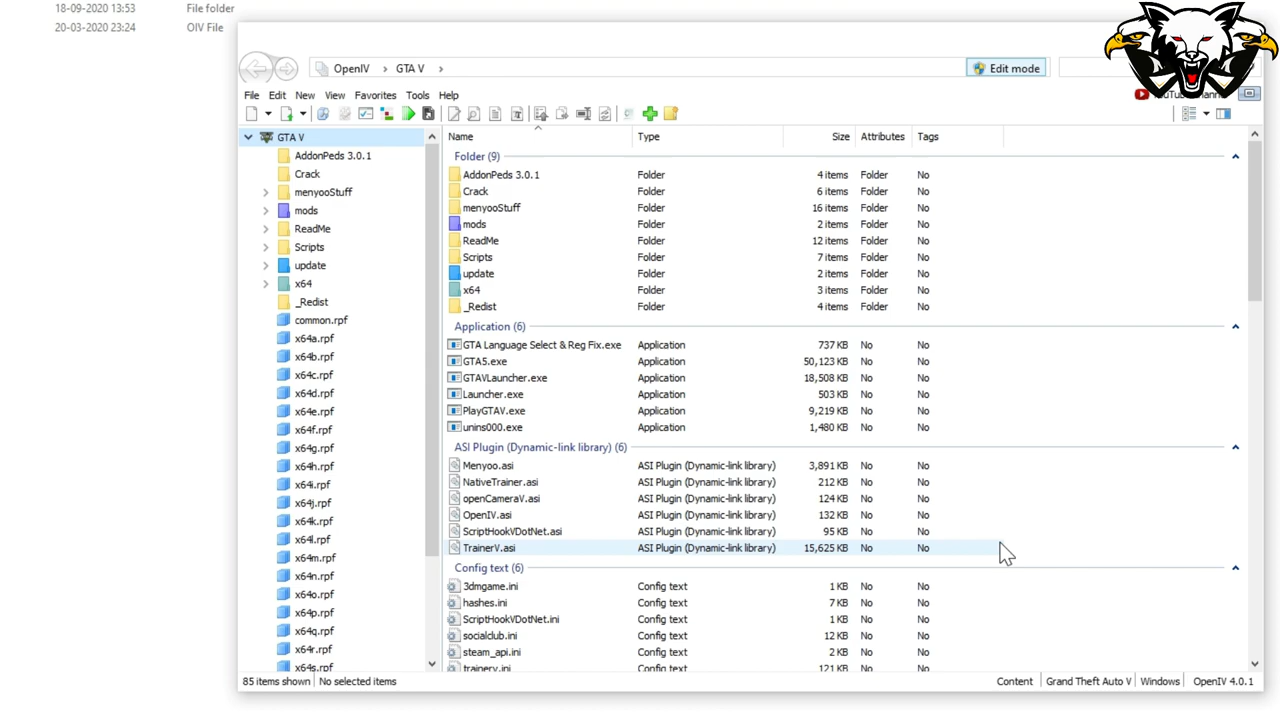 18-09-2020 13:53 File folder
20-03-2020 23:24 OIV File
OpenIV GTA V Edit mode
File Edit New View Favorites Tools Help
GTA V
AddonPeds 3.0.1
Crack
menyooStuff
mods
ReadMe
Scripts
update
x64
_Redist
common.rpf
x64a.rpf
x64b.rpf
x64c.rpf
x64d.rpf
x64e.rpf
x64f.rpf
x64g.rpf
x64h.rpf
x64i.rpf
x64j.rpf
x64k.rpf
x64l.rpf
x64m.rpf
x64n.rpf
x64o.rpf
x64p.rpf
x64q.rpf
x64r.rpf
x64s.rpf
Name Type Size Attributes Tags
Folder (9)
AddonPeds 3.0.1 Folder 4 items Folder No
Crack Folder 6 items Folder No
menyooStuff Folder 16 items Folder No
mods Folder 2 items Folder No
ReadMe Folder 12 items Folder No
Scripts Folder 7 items Folder No
update Folder 2 items Folder No
x64 Folder 3 items Folder No
_Redist Folder 4 items Folder No
Application (6)
GTA Language Select & Reg Fix.exe Application 737 KB No No
GTA5.exe Application 50,123 KB No No
GTAVLauncher.exe Application 18,508 KB No No
Launcher.exe Application 503 KB No No
PlayGTAV.exe Application 9,219 KB No No
unins000.exe Application 1,480 KB No No
ASI Plugin (Dynamic-link library) (6)
Menyoo.asi ASI Plugin (Dynamic-link library) 3,891 KB No No
NativeTrainer.asi ASI Plugin (Dynamic-link library) 212 KB No No
openCameraV.asi ASI Plugin (Dynamic-link library) 124 KB No No
OpenIV.asi ASI Plugin (Dynamic-link library) 132 KB No No
ScriptHookVDotNet.asi ASI Plugin (Dynamic-link library) 95 KB No No
TrainerV.asi ASI Plugin (Dynamic-link library) 15,625 KB No No
Config text (6)
3dmgame.ini Config text 1 KB No No
hashes.ini Config text 7 KB No No
ScriptHookVDotNet.ini Config text 1 KB No No
socialclub.ini Config text 12 KB No No
steam_api.ini Config text 2 KB No No
trainerv.ini Config text 121 KB No No
85 items shown No selected items Content Grand Theft Auto V Windows OpenIV 4.0.1